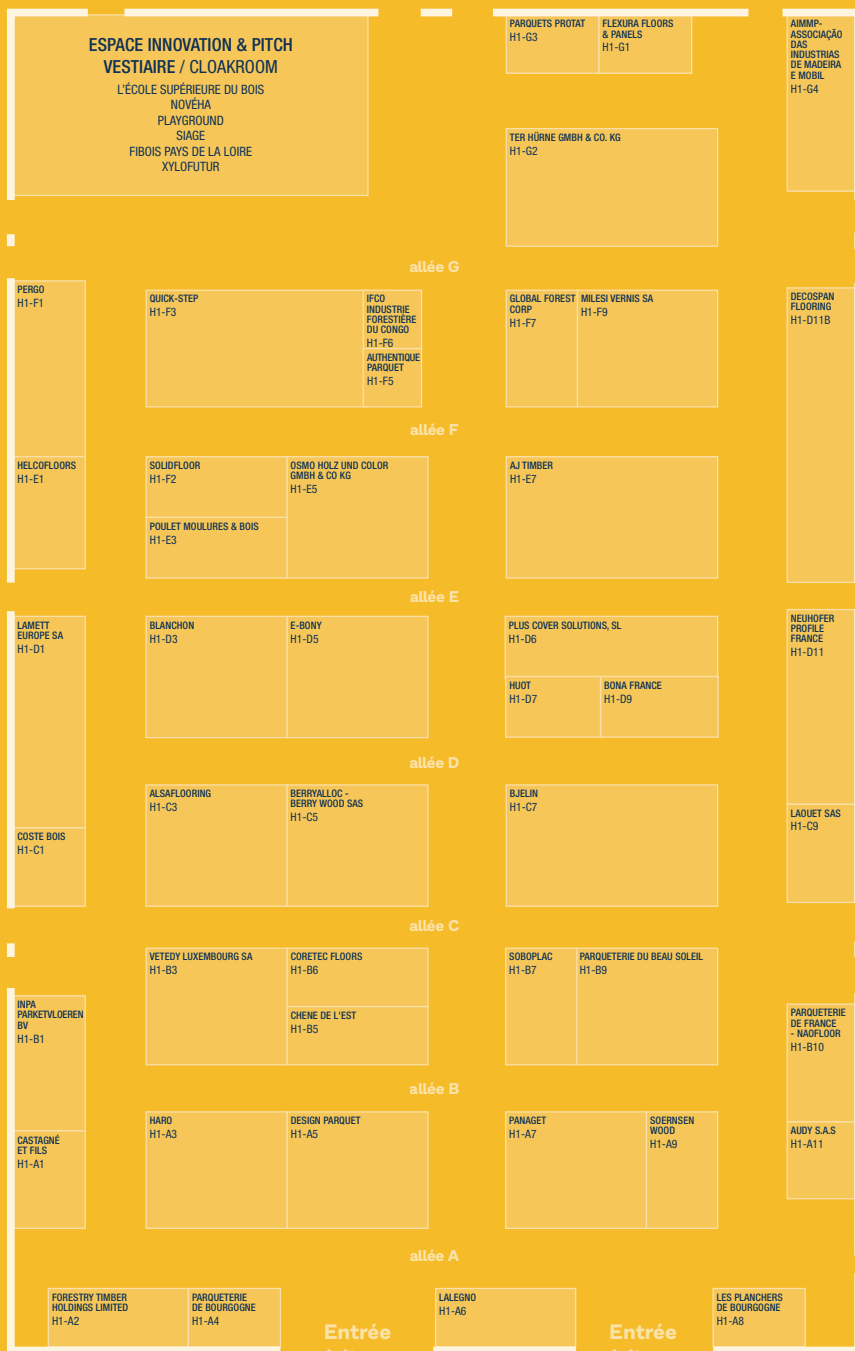 ESPACE INNOVATION & PITCH
VESTIAIRE / CLOAKROOM
L'ÉCOLE SUPÉRIEURE DU BOIS
NOVÉHA
PLAYGROUND
SIAGE
FIBOIS PAYS DE LA LOIRE
XYLOFUTUR
PARQUETS PROTAT
H1-G3
FLEXURA FLOORS
& PANELS
H1-G1
AIMMP-
ASSOCIAÇÃO
DAS
INDUSTRIAS
DE MADEIRA
E MOBIL
H1-G4
TER HÜRNE GMBH & CO. KG
H1-G2
allée G
PERGO
H1-F1
QUICK-STEP
H1-F3
IFCO
INDUSTRIE
FORESTIÈRE
DU CONGO
H1-F6
AUTHENTIQUE
PARQUET
H1-F5
GLOBAL FOREST
CORP
H1-F7
MILESI VERNIS SA
H1-F9
DECOSPAN
FLOORING
H1-D11B
allée F
HELCOFLOORS
H1-E1
SOLIDFLOOR
H1-F2
OSMO HOLZ UND COLOR
GMBH & CO KG
H1-E5
POULET MOULURES & BOIS
H1-E3
AJ TIMBER
H1-E7
allée E
LAMETT
EUROPE SA
H1-D1
BLANCHON
H1-D3
E-BONY
H1-D5
PLUS COVER SOLUTIONS, SL
H1-D6
HUOT
H1-D7
BONA FRANCE
H1-D9
NEUHOFER
PROFILE
FRANCE
H1-D11
allée D
COSTE BOIS
H1-C1
ALSAFLOORING
H1-C3
BERRYALLOC -
BERRY WOOD SAS
H1-C5
BJELIN
H1-C7
LAOUET SAS
H1-C9
allée C
INPA
PARKETVLOEREN
BV
H1-B1
VETEDY LUXEMBOURG SA
H1-B3
CORETEC FLOORS
H1-B6
CHENE DE L'EST
H1-B5
SOBOPLAC
H1-B7
PARQUETERIE DU BEAU SOLEIL
H1-B9
PARQUETERIE
DE FRANCE
- NAOFLOOR
H1-B10
allée B
CASTAGNÉ
ET FILS
H1-A1
HARO
H1-A3
DESIGN PARQUET
H1-A5
PANAGET
H1-A7
SOERNSEN
WOOD
H1-A9
AUDY S.A.S
H1-A11
allée A
FORESTRY TIMBER
HOLDINGS LIMITED
H1-A2
PARQUETERIE
DE BOURGOGNE
H1-A4
Entrée
LALEGNO
H1-A6
Entrée
LES PLANCHERS
DE BOURGOGNE
H1-A8